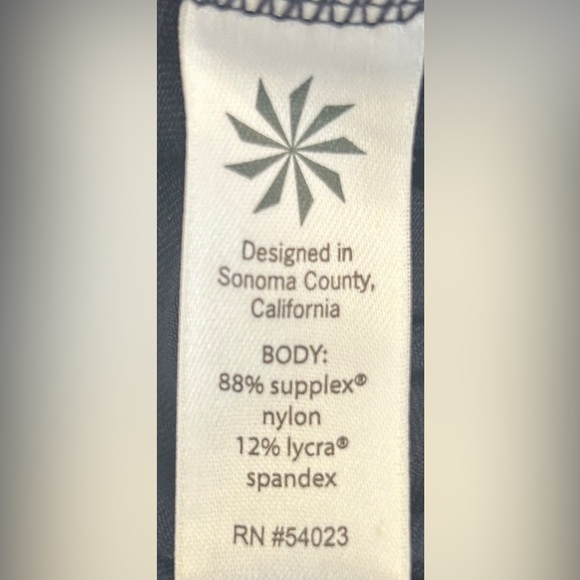 Designed in
Sonoma County,
California
BODY:
88% supplex®
nylon
12% lycra®
spandex
RN #54023